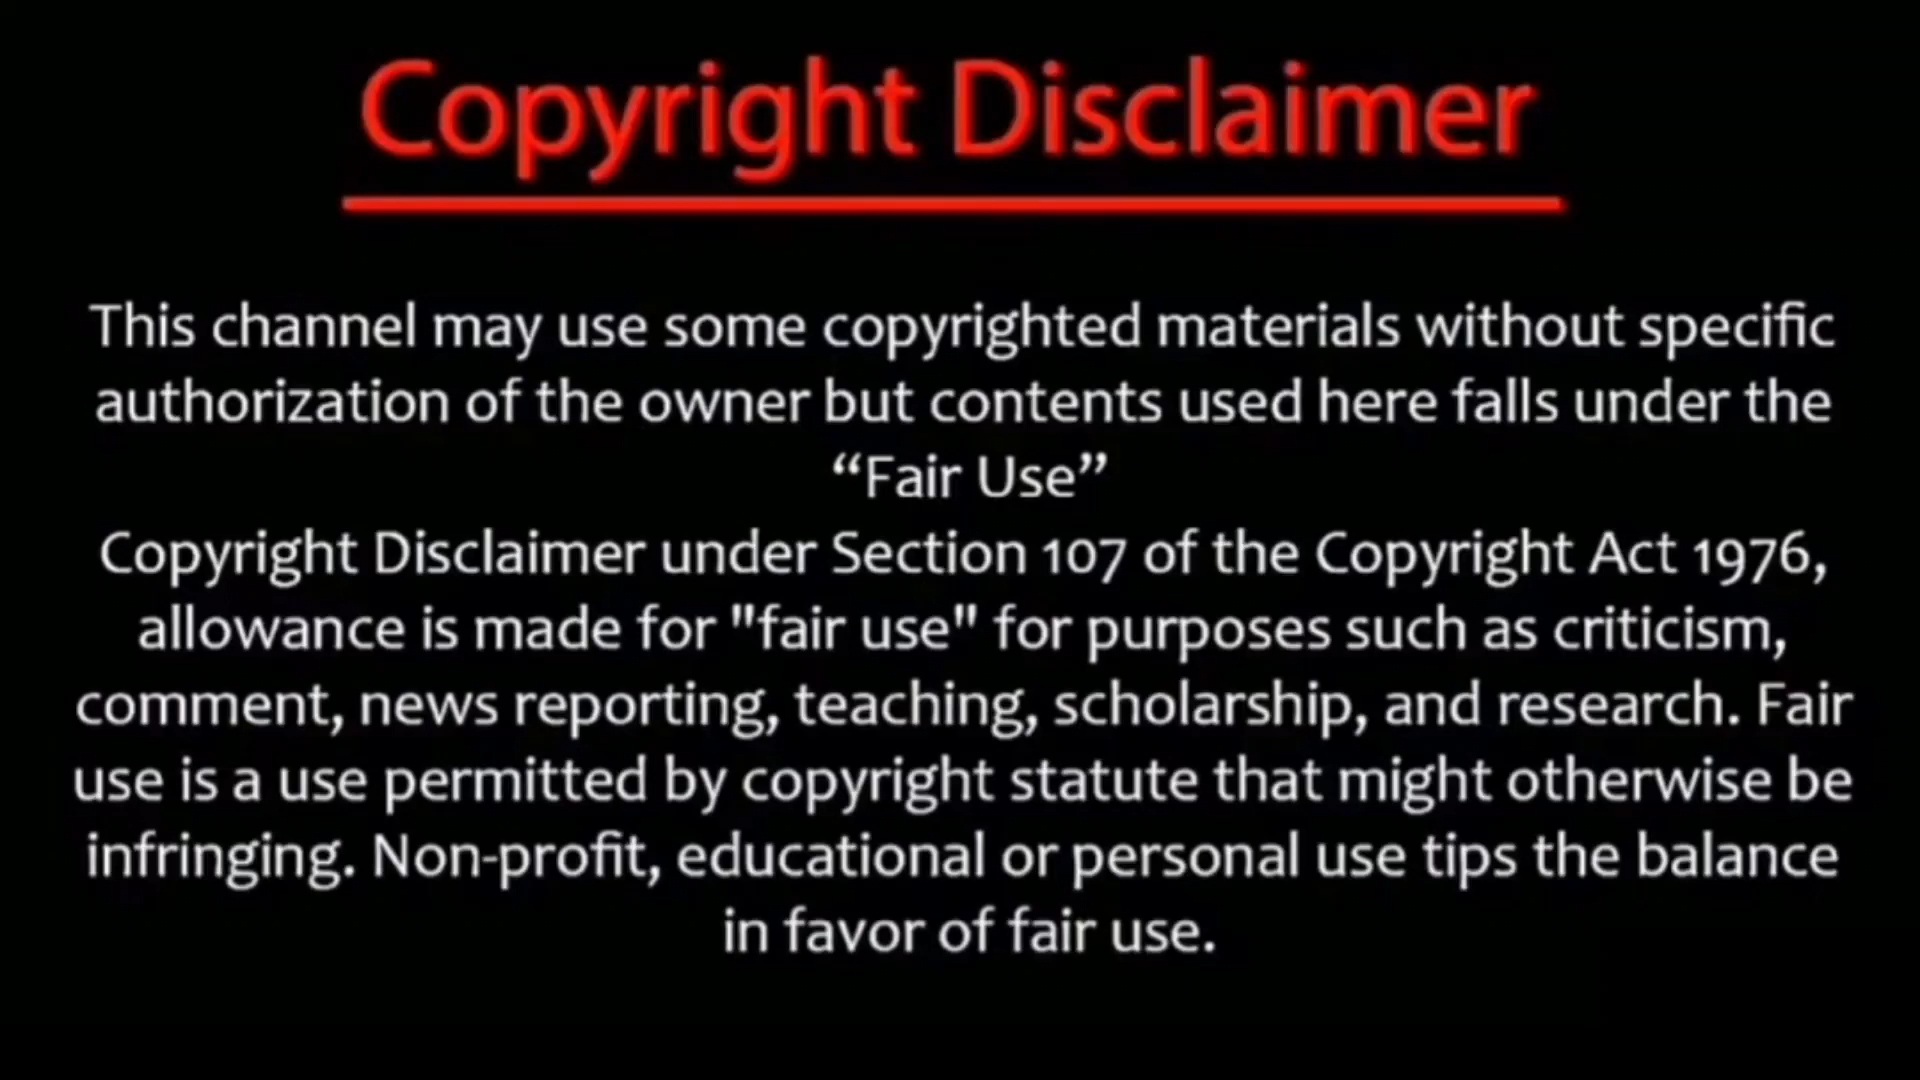 Copyright Disclaimer
This channel may use some copyrighted materials without specific
authorization of the owner but contents used here falls under the
“Fair Use”
Copyright Disclaimer under Section 107 of the Copyright Act 1976,
allowance is made for "fair use" for purposes such as criticism,
comment, news reporting, teaching, scholarship, and research. Fair
use is a use permitted by copyright statute that might otherwise be
infringing. Non-profit, educational or personal use tips the balance
in favor of fair use.